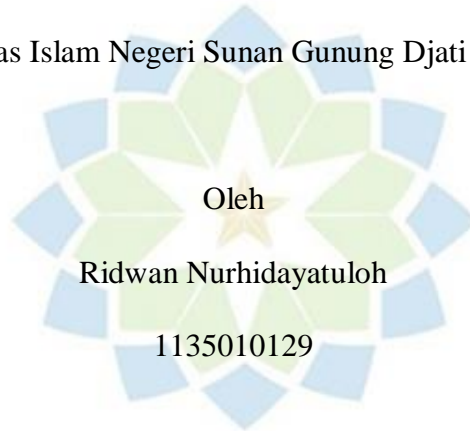 as Islam Negeri Sunan Gunung Djati
Oleh
Ridwan Nurhidayatuloh
1135010129